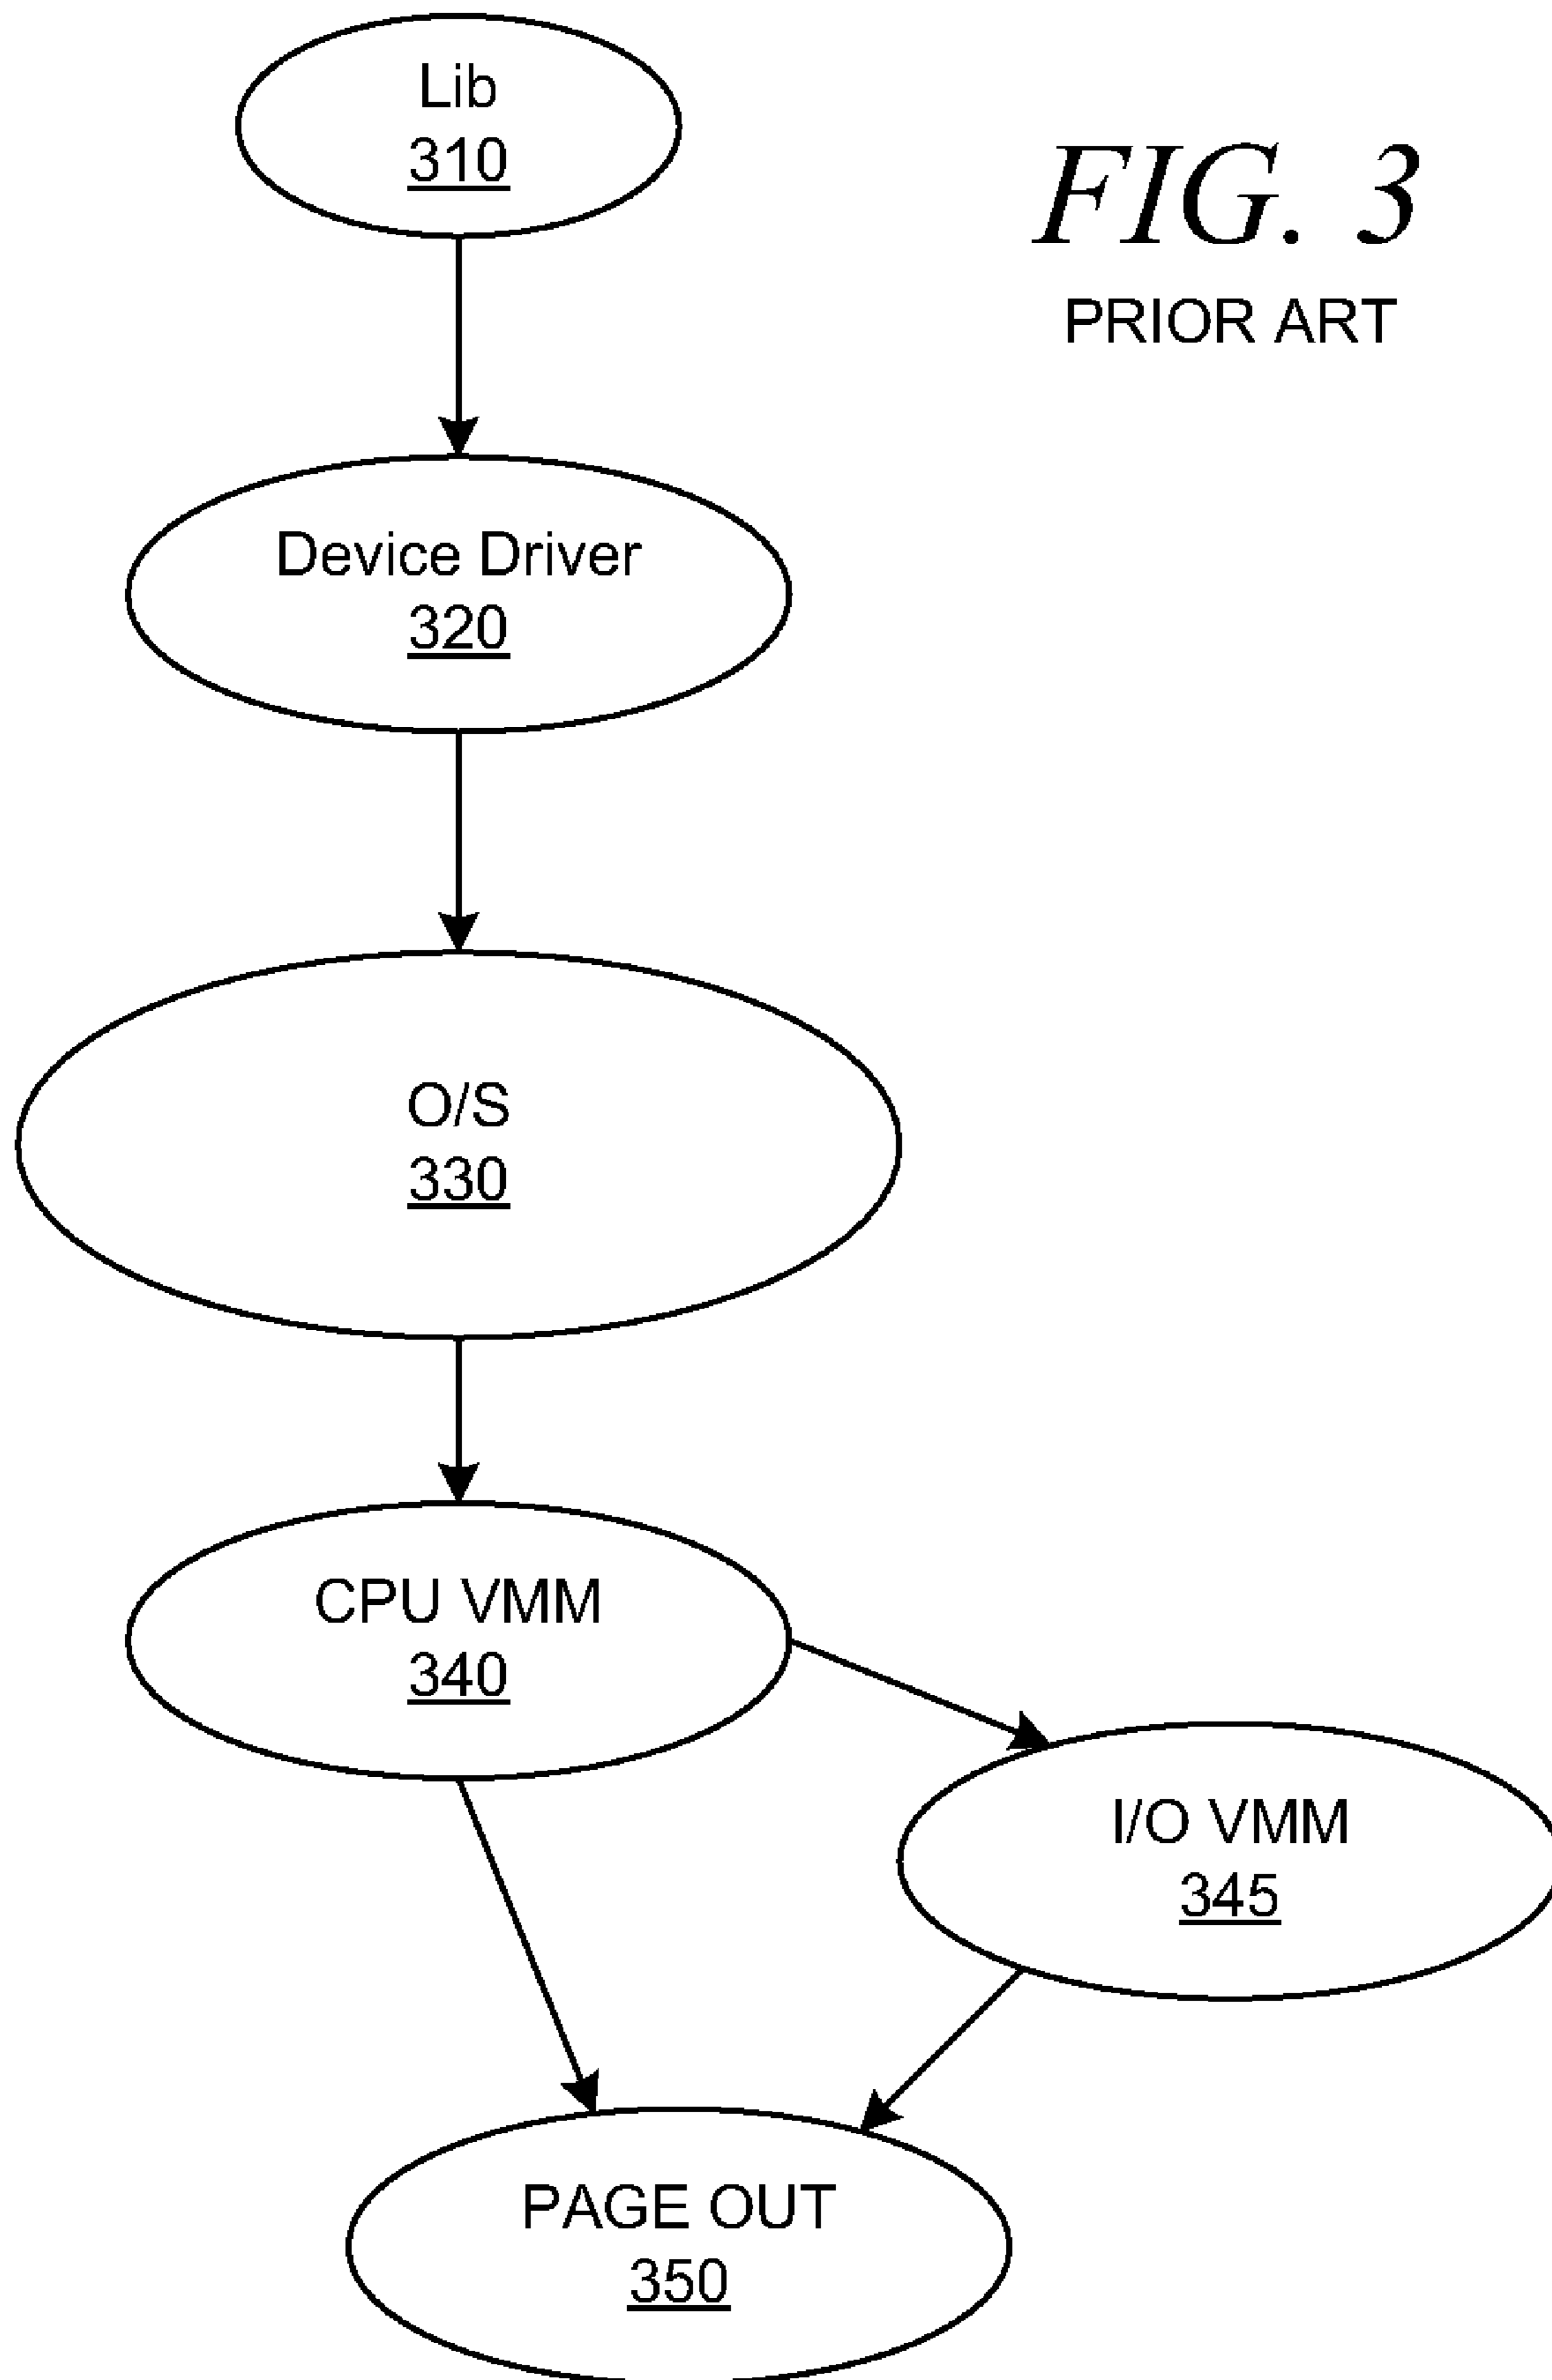 Lib
310
FIG. 3
PRIOR ART
Device Driver
320
O/S
330
CPU VMM
340
I/O VMM
345
PAGE OUT
350